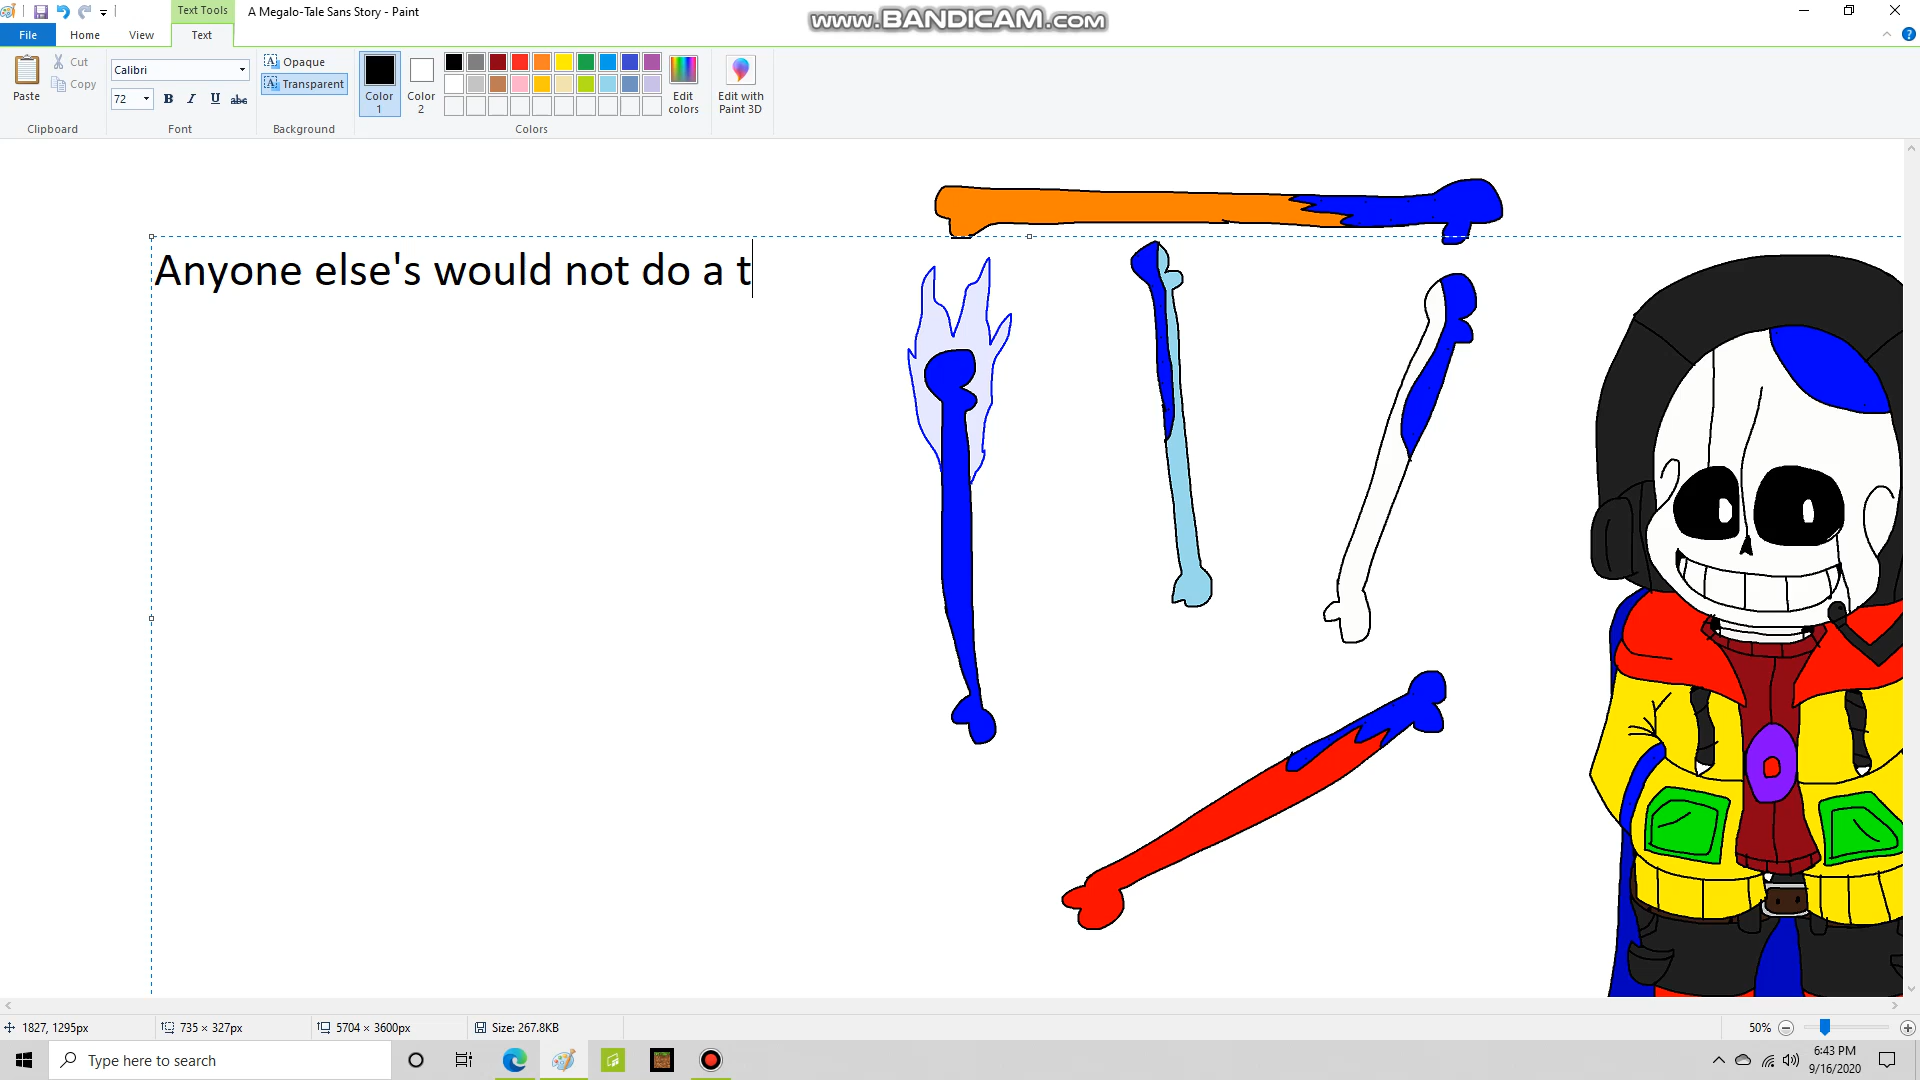 Text Tools
A Megalo-Tale Sans Story - Paint
www.BANDICAM.com
File
Home
View
Text
Paste
Cut
Copy
Clipboard
Calibri
72
B I U abc
Font
Opaque
Transparent
Background
Color 1
Color 2
Edit colors
Colors
Edit with Paint 3D
Anyone else's would not do a t
1827, 1295px
735 × 327px
5704 × 3600px
Size: 267.8KB
50%
Type here to search
6:43 PM
9/16/2020